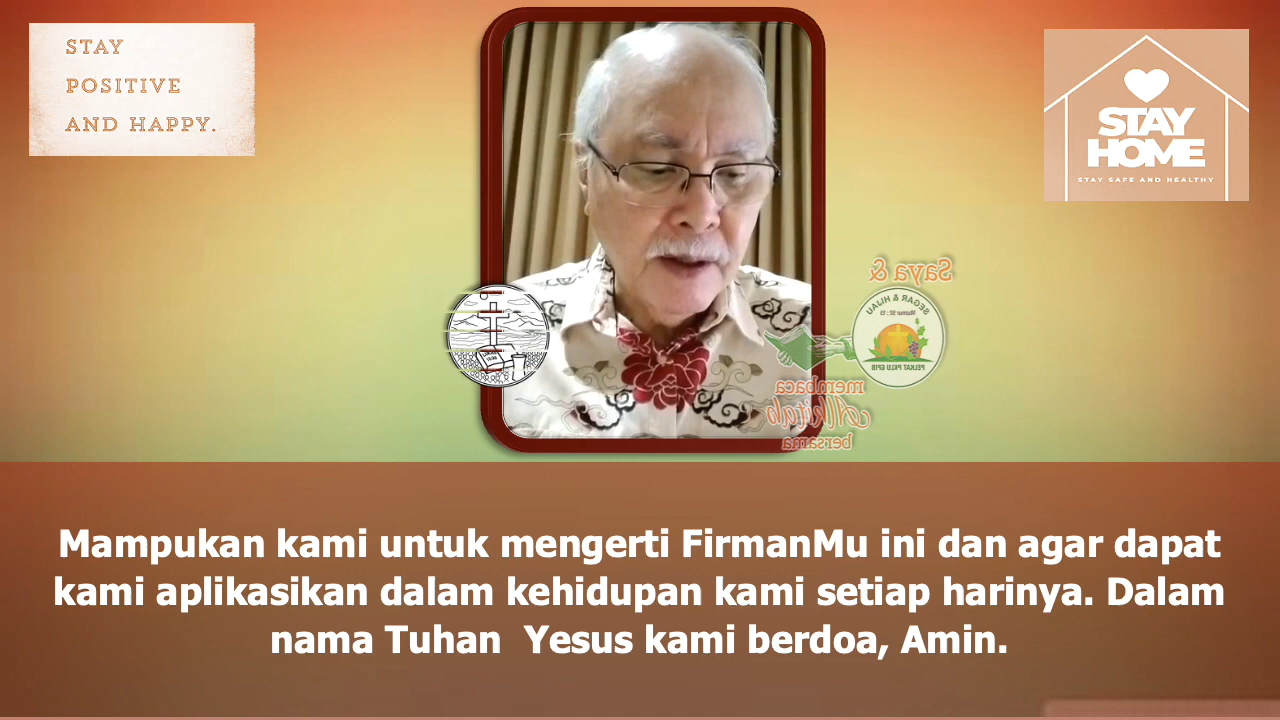 STAY
POSITIVE
AND HAPPY.
STAY
HOME
STAY SAFE AND HEALTHY
Saya &
SEGAR & HIJAU
PELKAT PKLU GPIB
membaca
Alkitab
bersama
Mampukan kami untuk mengerti FirmanMu ini dan agar dapat
kami aplikasikan dalam kehidupan kami setiap harinya. Dalam
nama Tuhan Yesus kami berdoa, Amin.